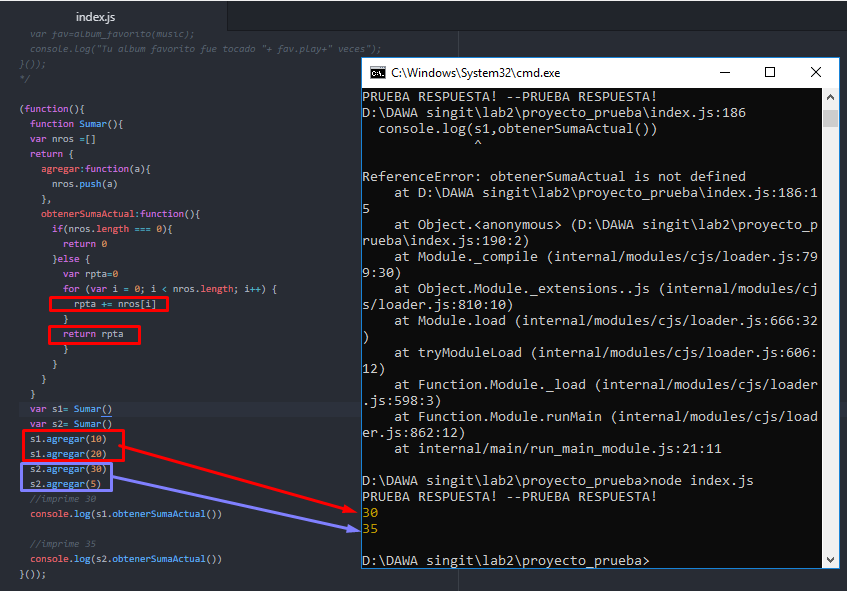 index.js
var fav=album_favorito(music);
console.log("Tu album favorito fue tocado "+ fav.play+" veces");
}());
*/
(function(){
function Sumar(){
var nros =[]
return {
agregar:function(a){
nros.push(a)
},
obtenerSumaActual:function(){
if(nros.length === 0){
return 0
}else {
var rpta=0
for (var i = 0; i < nros.length; i++) {
rpta += nros[i]
}
return rpta
}
}
}
}
var s1= Sumar()
var s2= Sumar()
s1.agregar(10)
s1.agregar(20)
s2.agregar(30)
s2.agregar(5)
//imprime 30
console.log(s1.obtenerSumaActual())
//imprime 35
console.log(s2.obtenerSumaActual())
}());
C:\Windows\System32\cmd.exe
PRUEBA RESPUESTA! --PRUEBA RESPUESTA!
D:\DAWA singit\lab2\proyecto_prueba\index.js:186
console.log(s1,obtenerSumaActual())
^
ReferenceError: obtenerSumaActual is not defined
at D:\DAWA singit\lab2\proyecto_prueba\index.js:186:1
5
at Object.<anonymous> (D:\DAWA singit\lab2\proyecto_p
rueba\index.js:190:2)
at Module._compile (internal/modules/cjs/loader.js:79
9:30)
at Object.Module._extensions..js (internal/modules/cj
s/loader.js:810:10)
at Module.load (internal/modules/cjs/loader.js:666:32
)
at tryModuleLoad (internal/modules/cjs/loader.js:606:
12)
at Function.Module._load (internal/modules/cjs/loader
.js:598:3)
at Function.Module.runMain (internal/modules/cjs/load
er.js:862:12)
at internal/main/run_main_module.js:21:11
D:\DAWA singit\lab2\proyecto_prueba>node index.js
PRUEBA RESPUESTA! --PRUEBA RESPUESTA!
30
35
D:\DAWA singit\lab2\proyecto_prueba>